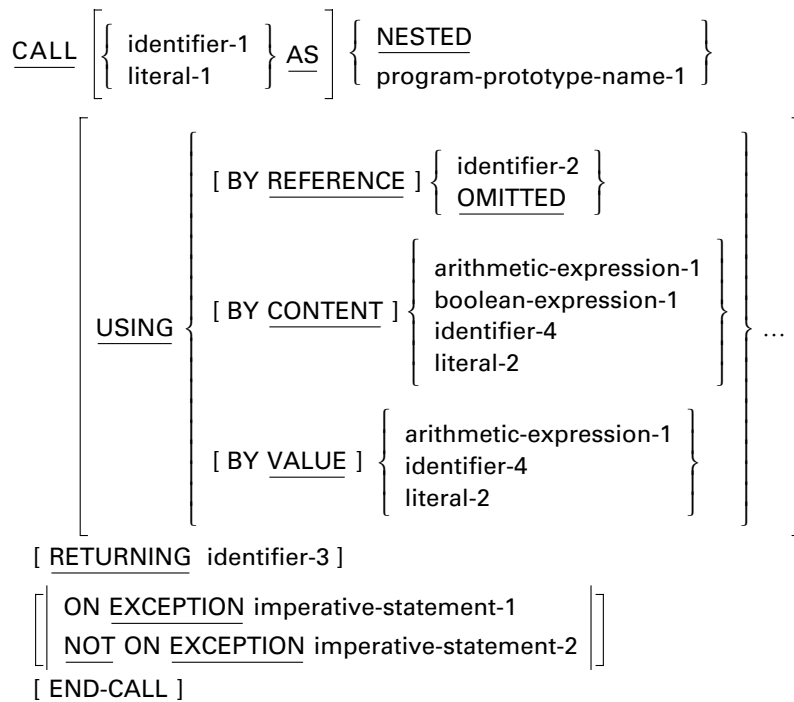 CALL [ { identifier-1 literal-1 } AS ] { NESTED program-prototype-name-1 }
[ BY REFERENCE ] { identifier-2
OMITTED }
arithmetic-expression-1
boolean-expression-1
USING [ BY CONTENT ] { identifier-4 ...
literal-2
arithmetic-expression-1
[ BY VALUE ] { identifier-4
literal-2 }
[ RETURNING identifier-3 ]
ON EXCEPTION imperative-statement-1
NOT ON EXCEPTION imperative-statement-2
[ END-CALL ]